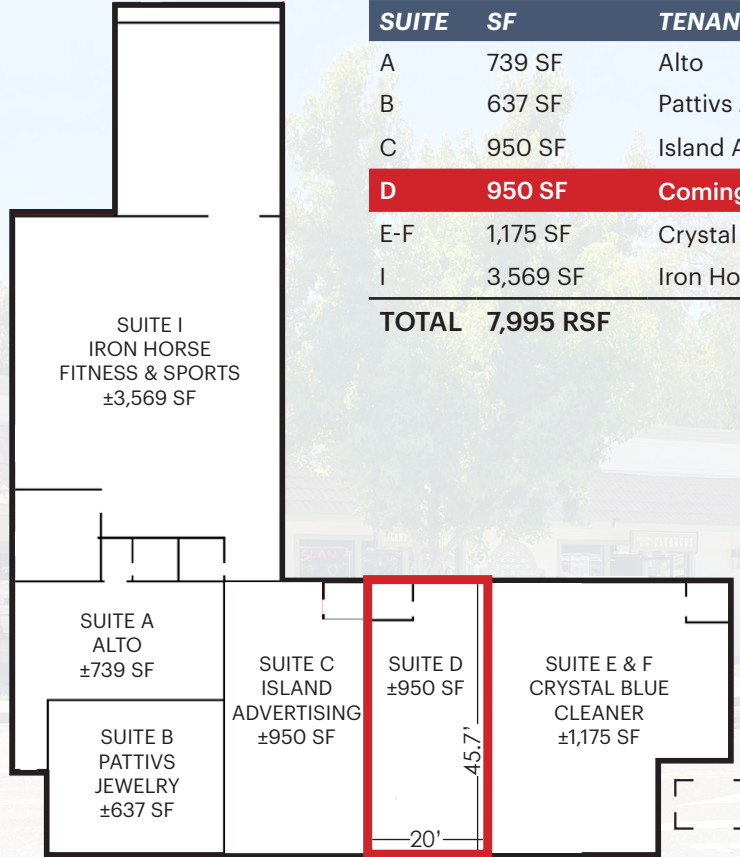 SUITE SF TENAN
A 739 SF Alto
B 637 SF Pattivs
C 950 SF Island A
D 950 SF Coming
E-F 1,175 SF Crystal
I 3,569 SF Iron Ho
TOTAL 7,995 RSF
SUITE I
IRON HORSE
FITNESS & SPORTS
±3,569 SF
SUITE A
ALTO
±739 SF
SUITE B
PATTIVS
JEWELRY
±637 SF
SUITE C
ISLAND
ADVERTISING
±950 SF
SUITE D
±950 SF
45.7'
20'
SUITE E & F
CRYSTAL BLUE
CLEANER
±1,175 SF
CLEANERS